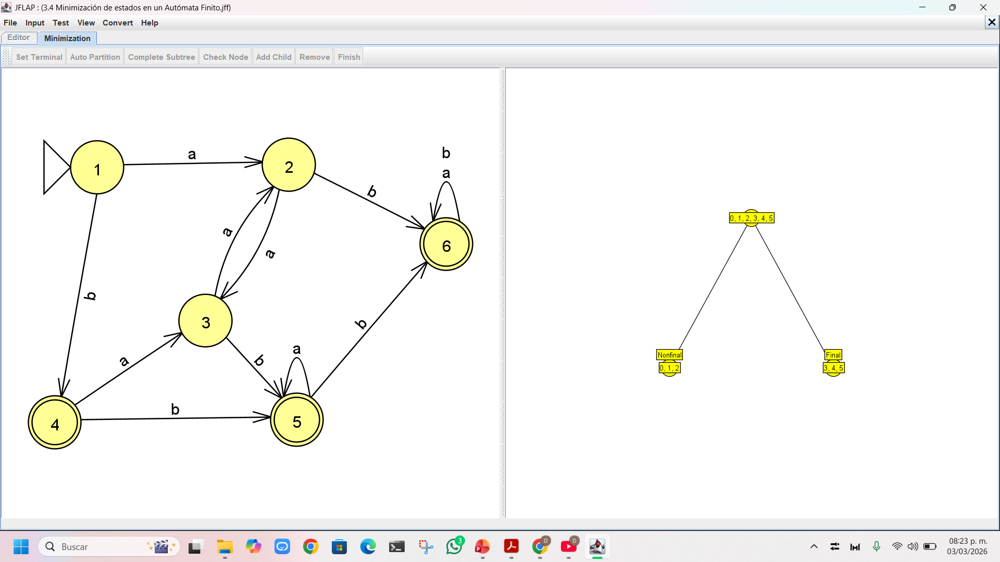 JFLAP : (3.4 Minimización de estados en un Autómata Finito.jff)
File Input Test View Convert Help
Editor Minimization
Set Terminal Auto Partition Complete Subtree Check Node Add Child Remove Finish
b
a
a
1
2
b
6
a
a
0, 1, 2, 3, 4, 5
b
3
b
a
b
a
b
4
5
Nonfinal
0, 1, 2
Final
3, 4, 5
Buscar
3
P
D
D
08:23 p. m.
03/03/2026